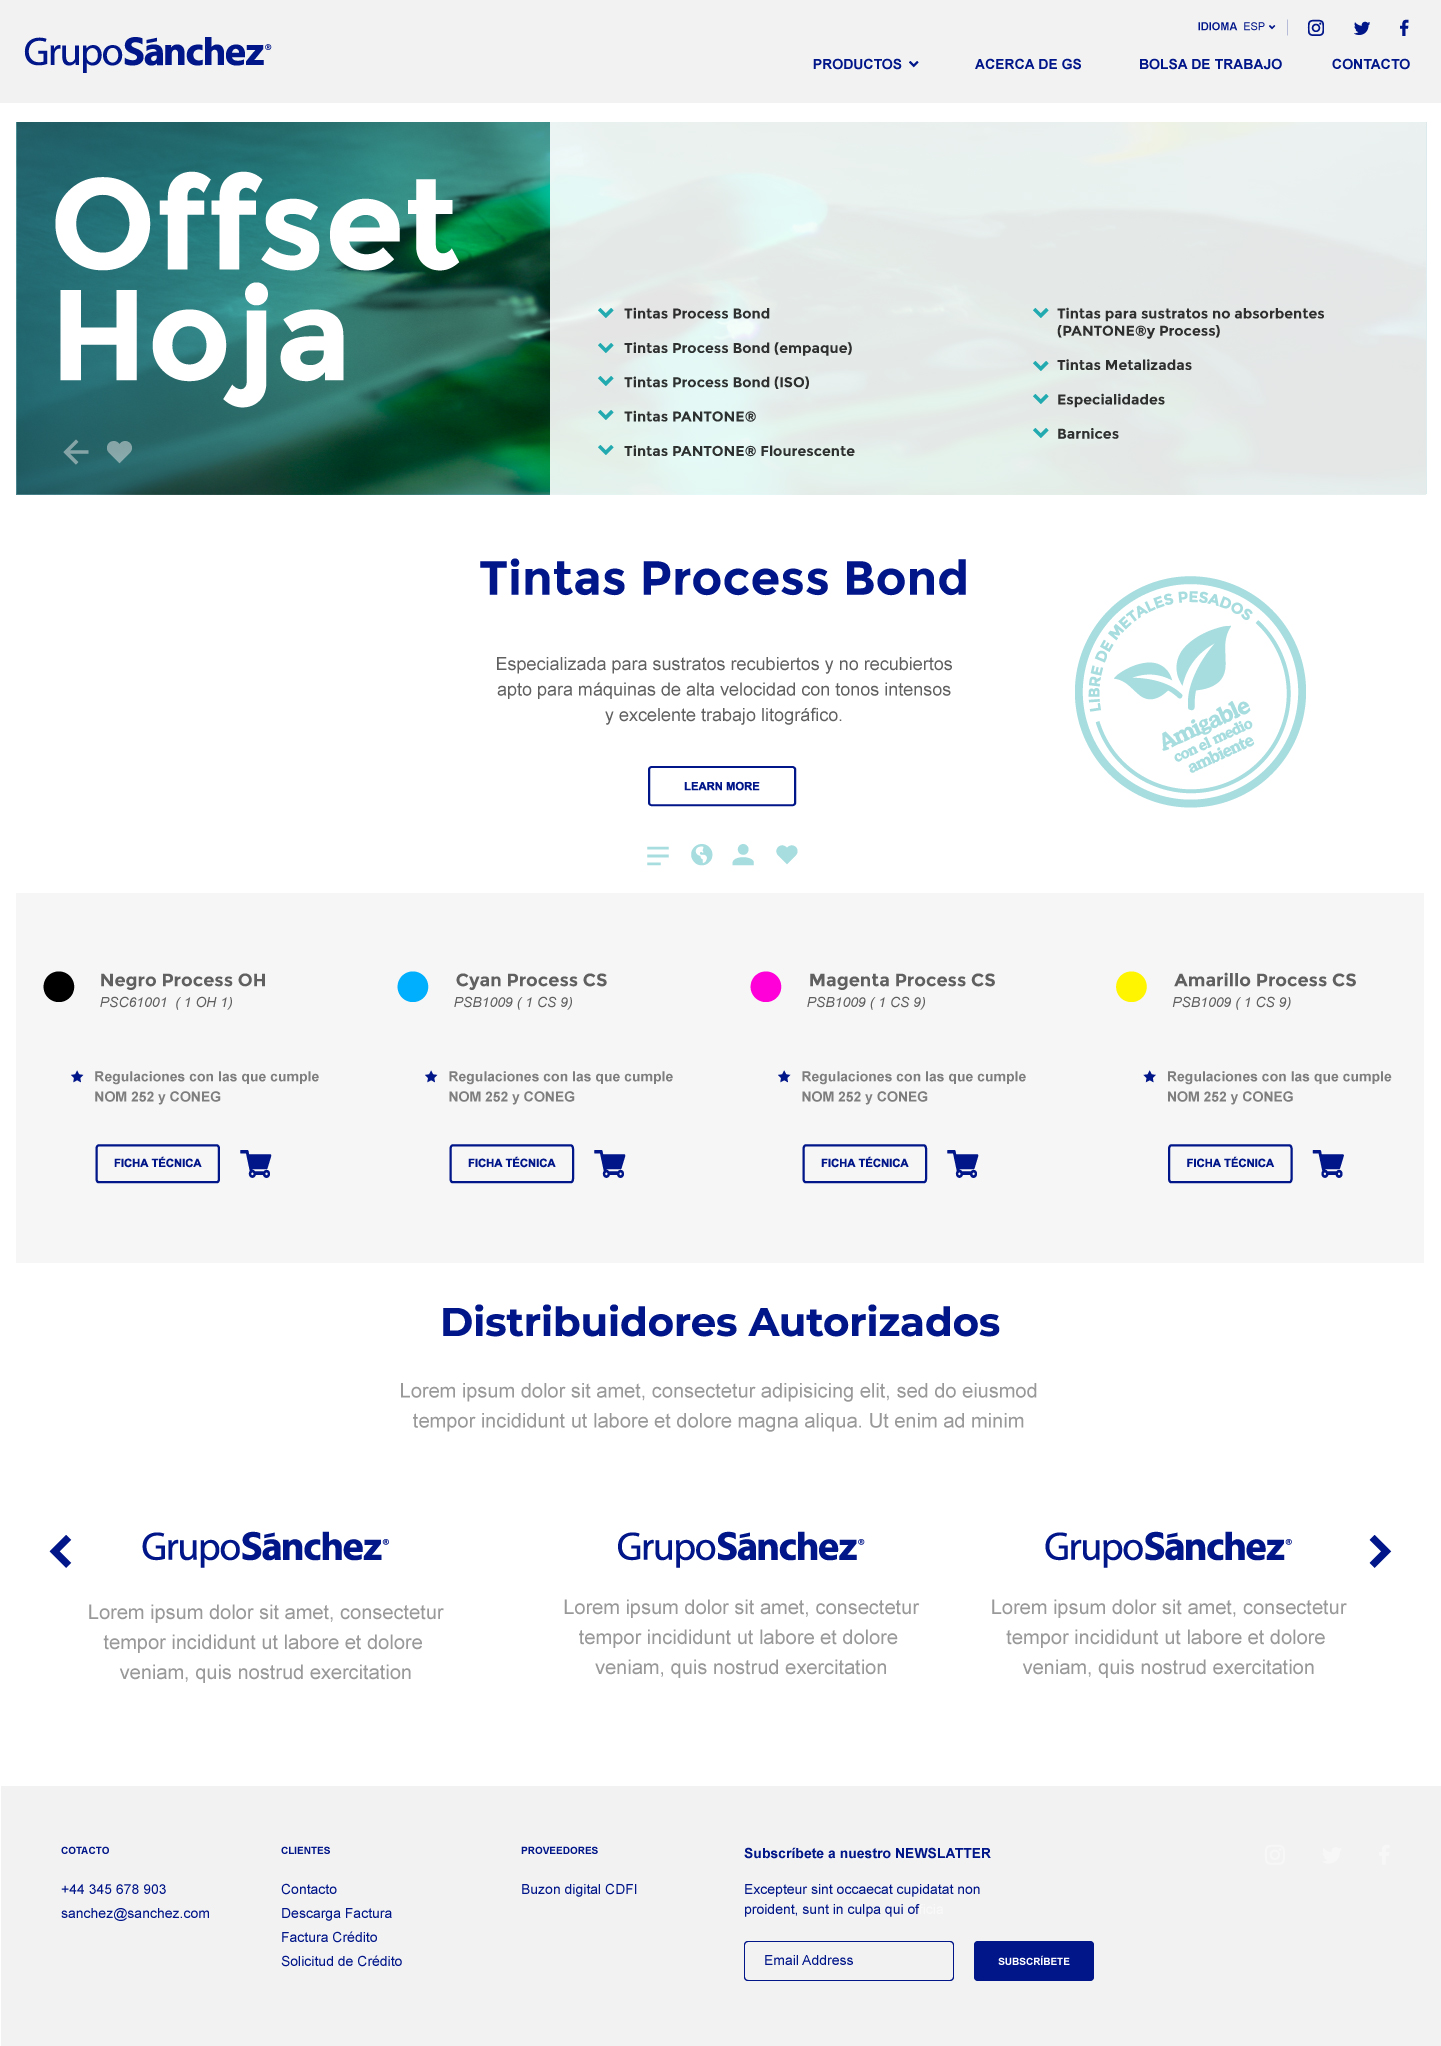 GrupoSánchez®
IDIOMA ESP
PRODUCTOS
ACERCA DE GS
BOLSA DE TRABAJO
CONTACTO
Offset
Hoja
Tintas Process Bond
Tintas Process Bond (empaque)
Tintas Process Bond (ISO)
Tintas PANTONE®
Tintas PANTONE® Flourescente
Tintas para sustratos no absorbentes
(PANTONE®y Process)
Tintas Metalizadas
Especialidades
Barnices
Tintas Process Bond
Especializada para sustratos recubiertos y no recubiertos
apto para máquinas de alta velocidad con tonos intensos
y excelente trabajo litográfico.
LEARN MORE
LIBRE DE METALES PESADOS
Amigable
con el medio
ambiente
Negro Process OH
PSC61001 ( 1 OH 1)
Regulaciones con las que cumple
NOM 252 y CONEG
FICHA TÉCNICA
Cyan Process CS
PSB1009 ( 1 CS 9)
Regulaciones con las que cumple
NOM 252 y CONEG
FICHA TÉCNICA
Magenta Process CS
PSB1009 ( 1 CS 9)
Regulaciones con las que cumple
NOM 252 y CONEG
FICHA TÉCNICA
Amarillo Process CS
PSB1009 ( 1 CS 9)
Regulaciones con las que cumple
NOM 252 y CONEG
FICHA TÉCNICA
Distribuidores Autorizados
Lorem ipsum dolor sit amet, consectetur adipisicing elit, sed do eiusmod
tempor incididunt ut labore et dolore magna aliqua. Ut enim ad minim
GrupoSánchez®
Lorem ipsum dolor sit amet, consectetur
tempor incididunt ut labore et dolore
veniam, quis nostrud exercitation
GrupoSánchez®
Lorem ipsum dolor sit amet, consectetur
tempor incididunt ut labore et dolore
veniam, quis nostrud exercitation
GrupoSánchez®
Lorem ipsum dolor sit amet, consectetur
tempor incididunt ut labore et dolore
veniam, quis nostrud exercitation
COTACTO
+44 345 678 903
sanchez@sanchez.com
CLIENTES
Contacto
Descarga Factura
Factura Crédito
Solicitud de Crédito
PROVEEDORES
Buzon digital CDFI
Subscríbete a nuestro NEWSLATTER
Excepteur sint occaecat cupidatat non
proident, sunt in culpa qui of
Email Address
SUBSCRÍBETE